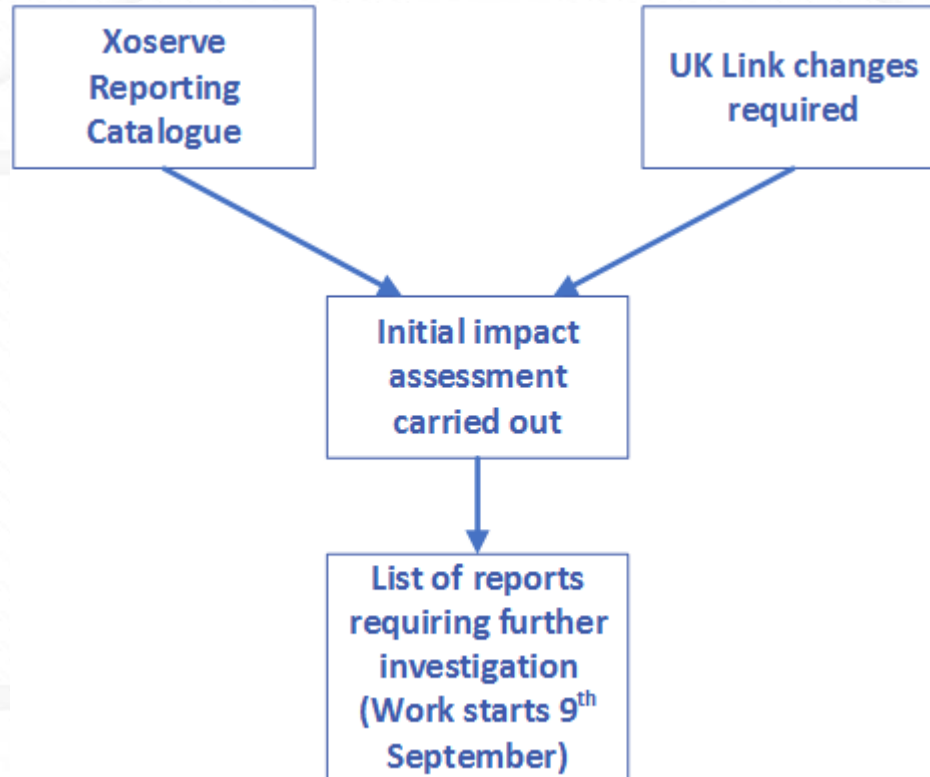 Xoserve
Reporting
Catalogue
UK Link changes
required
Initial impact
assessment
carried out
List of reports
requiring further
investigation
(Work starts 9th
September)